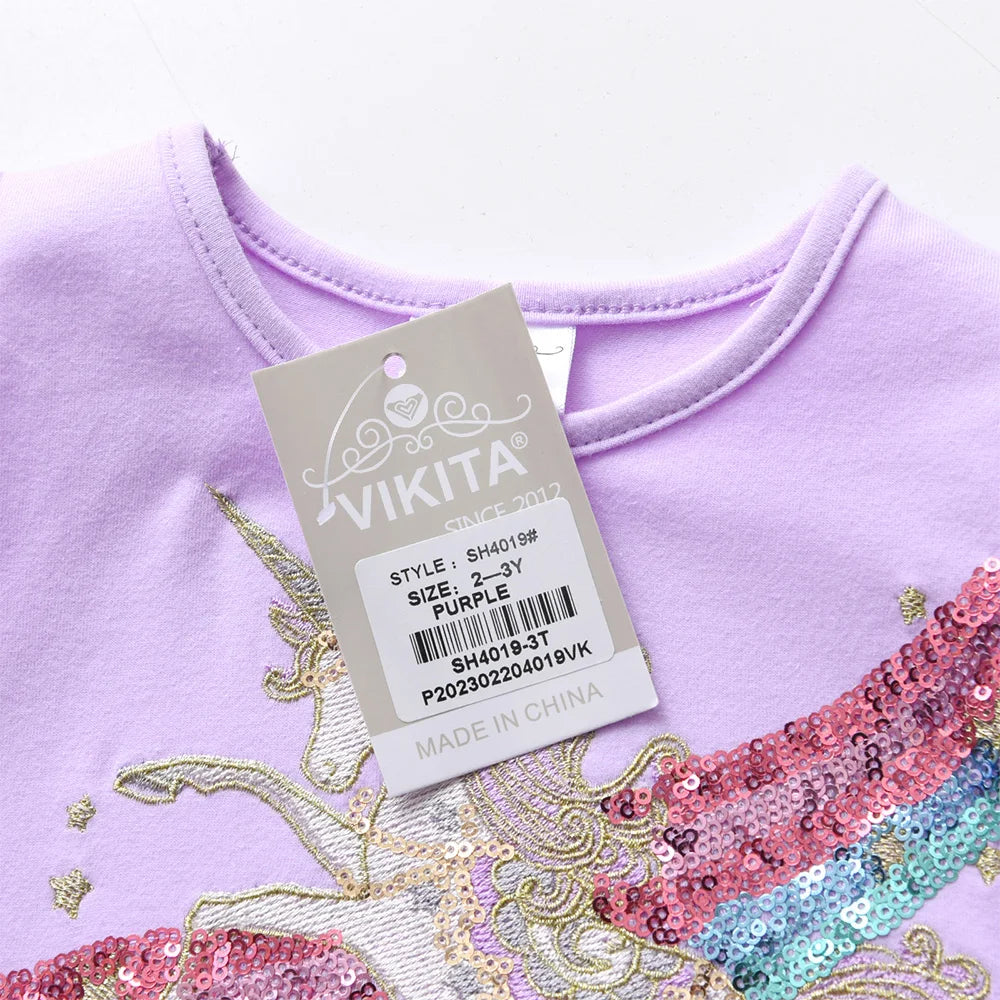 VIKITA®
SINCE 2012
STYLE : SH4019#
SIZE: 2—3Y
PURPLE
SH4019-3T
P202302204019VK
MADE IN CHINA